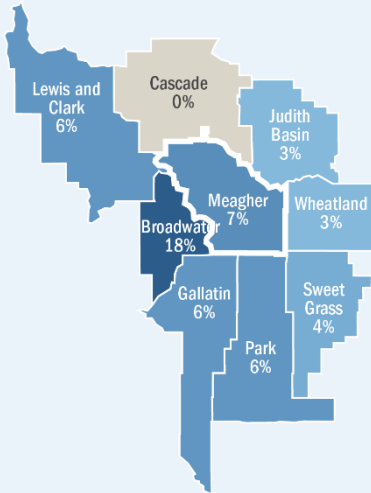 Lewis and
Clark
6%
Cascade
0%
Judith
Basin
3%
Meagher
7%
Wheatland
3%
Broadwater
18%
Gallatin
6%
Park
6%
Sweet
Grass
4%